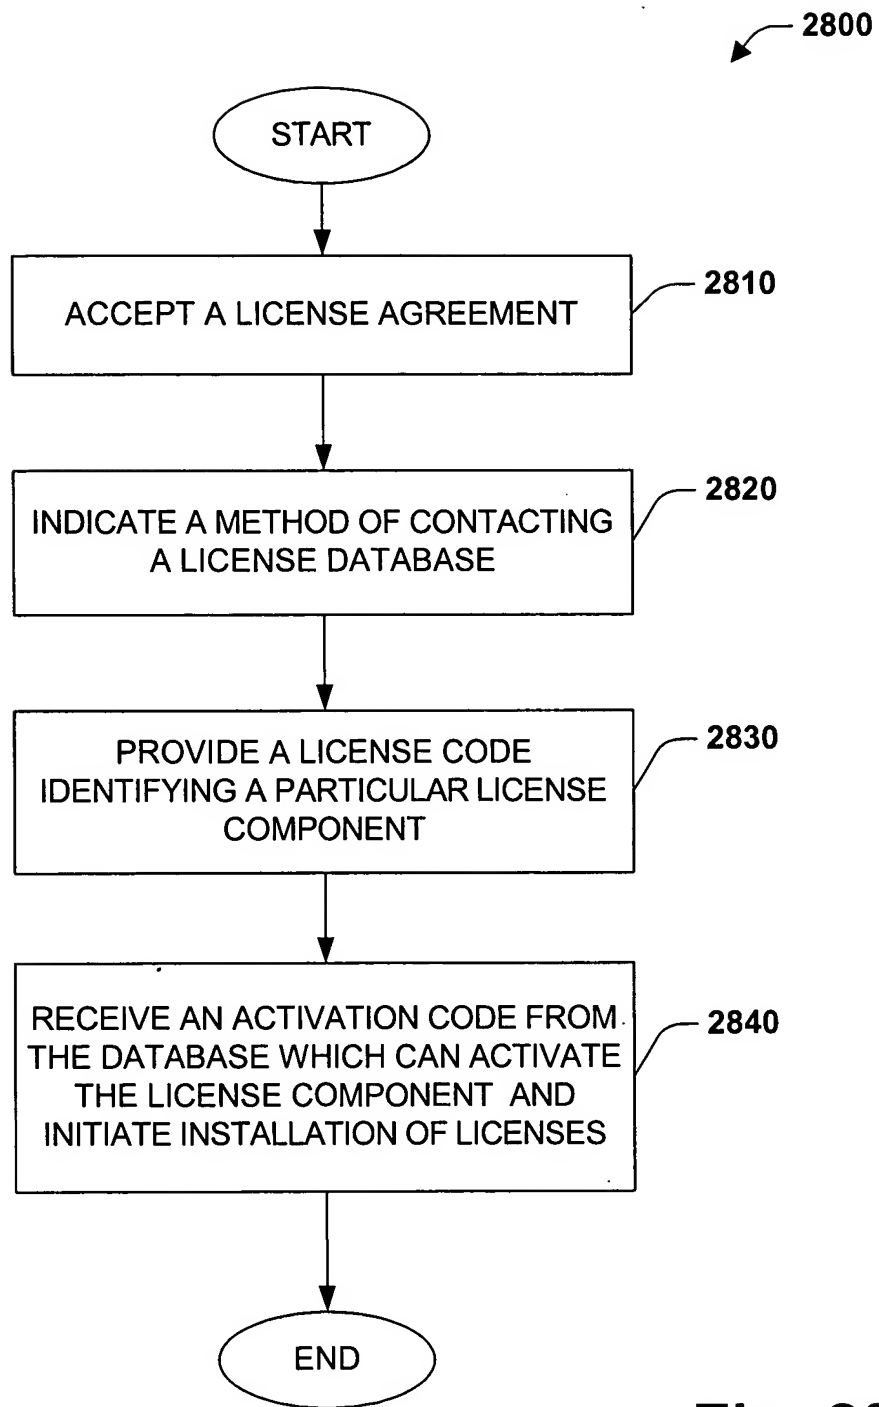 2800
START
ACCEPT A LICENSE AGREEMENT
2810
INDICATE A METHOD OF CONTACTING
A LICENSE DATABASE
2820
PROVIDE A LICENSE CODE
IDENTIFYING A PARTICULAR LICENSE
COMPONENT
2830
RECEIVE AN ACTIVATION CODE FROM
THE DATABASE WHICH CAN ACTIVATE
THE LICENSE COMPONENT AND
INITIATE INSTALLATION OF LICENSES
2840
END